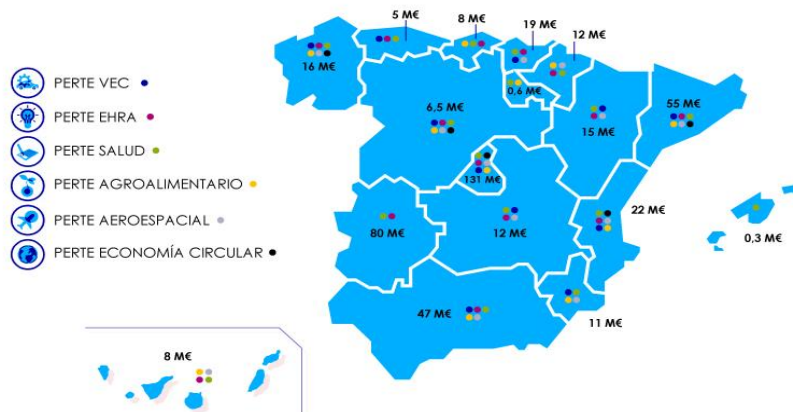 5 M€
8 M€
19 M€
12 M€
16 M€
PERTE VEC
0,6 M€
55 M€
PERTE EHRA
6,5 M€
15 M€
PERTE SALUD
131 M€
PERTE AGROALIMENTARIO
22 M€
PERTE AEROESPACIAL
80 M€
12 M€
0,3 M€
PERTE ECONOMÍA CIRCULAR
47 M€
11 M€
8 M€